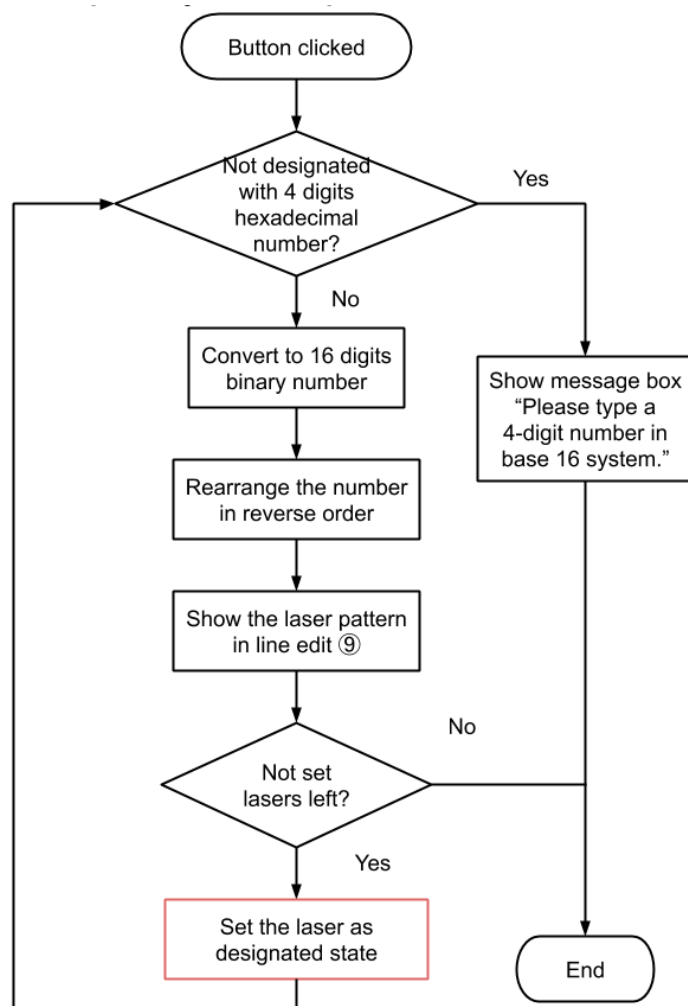 Button clicked
Not designated
with 4 digits
hexadecimal
number?
Yes
No
Convert to 16 digits
binary number
Show message box
“Please type a
4-digit number in
base 16 system.”
Rearrange the number
in reverse order
Show the laser pattern
in line edit ⑨
No
Not set
lasers left?
Yes
Set the laser as
designated state
End